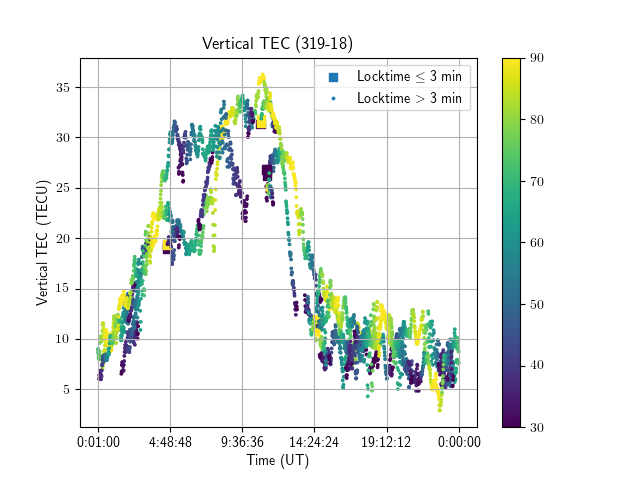 Vertical TEC (319-18)
Locktime ≤ 3 min
Locktime > 3 min
Vertical TEC (TECU)
35
30
25
20
15
10
5
0:01:00 4:48:48 9:36:36 14:24:24 19:12:12 0:00:00
Time (UT)
90
80
70
60
50
40
30